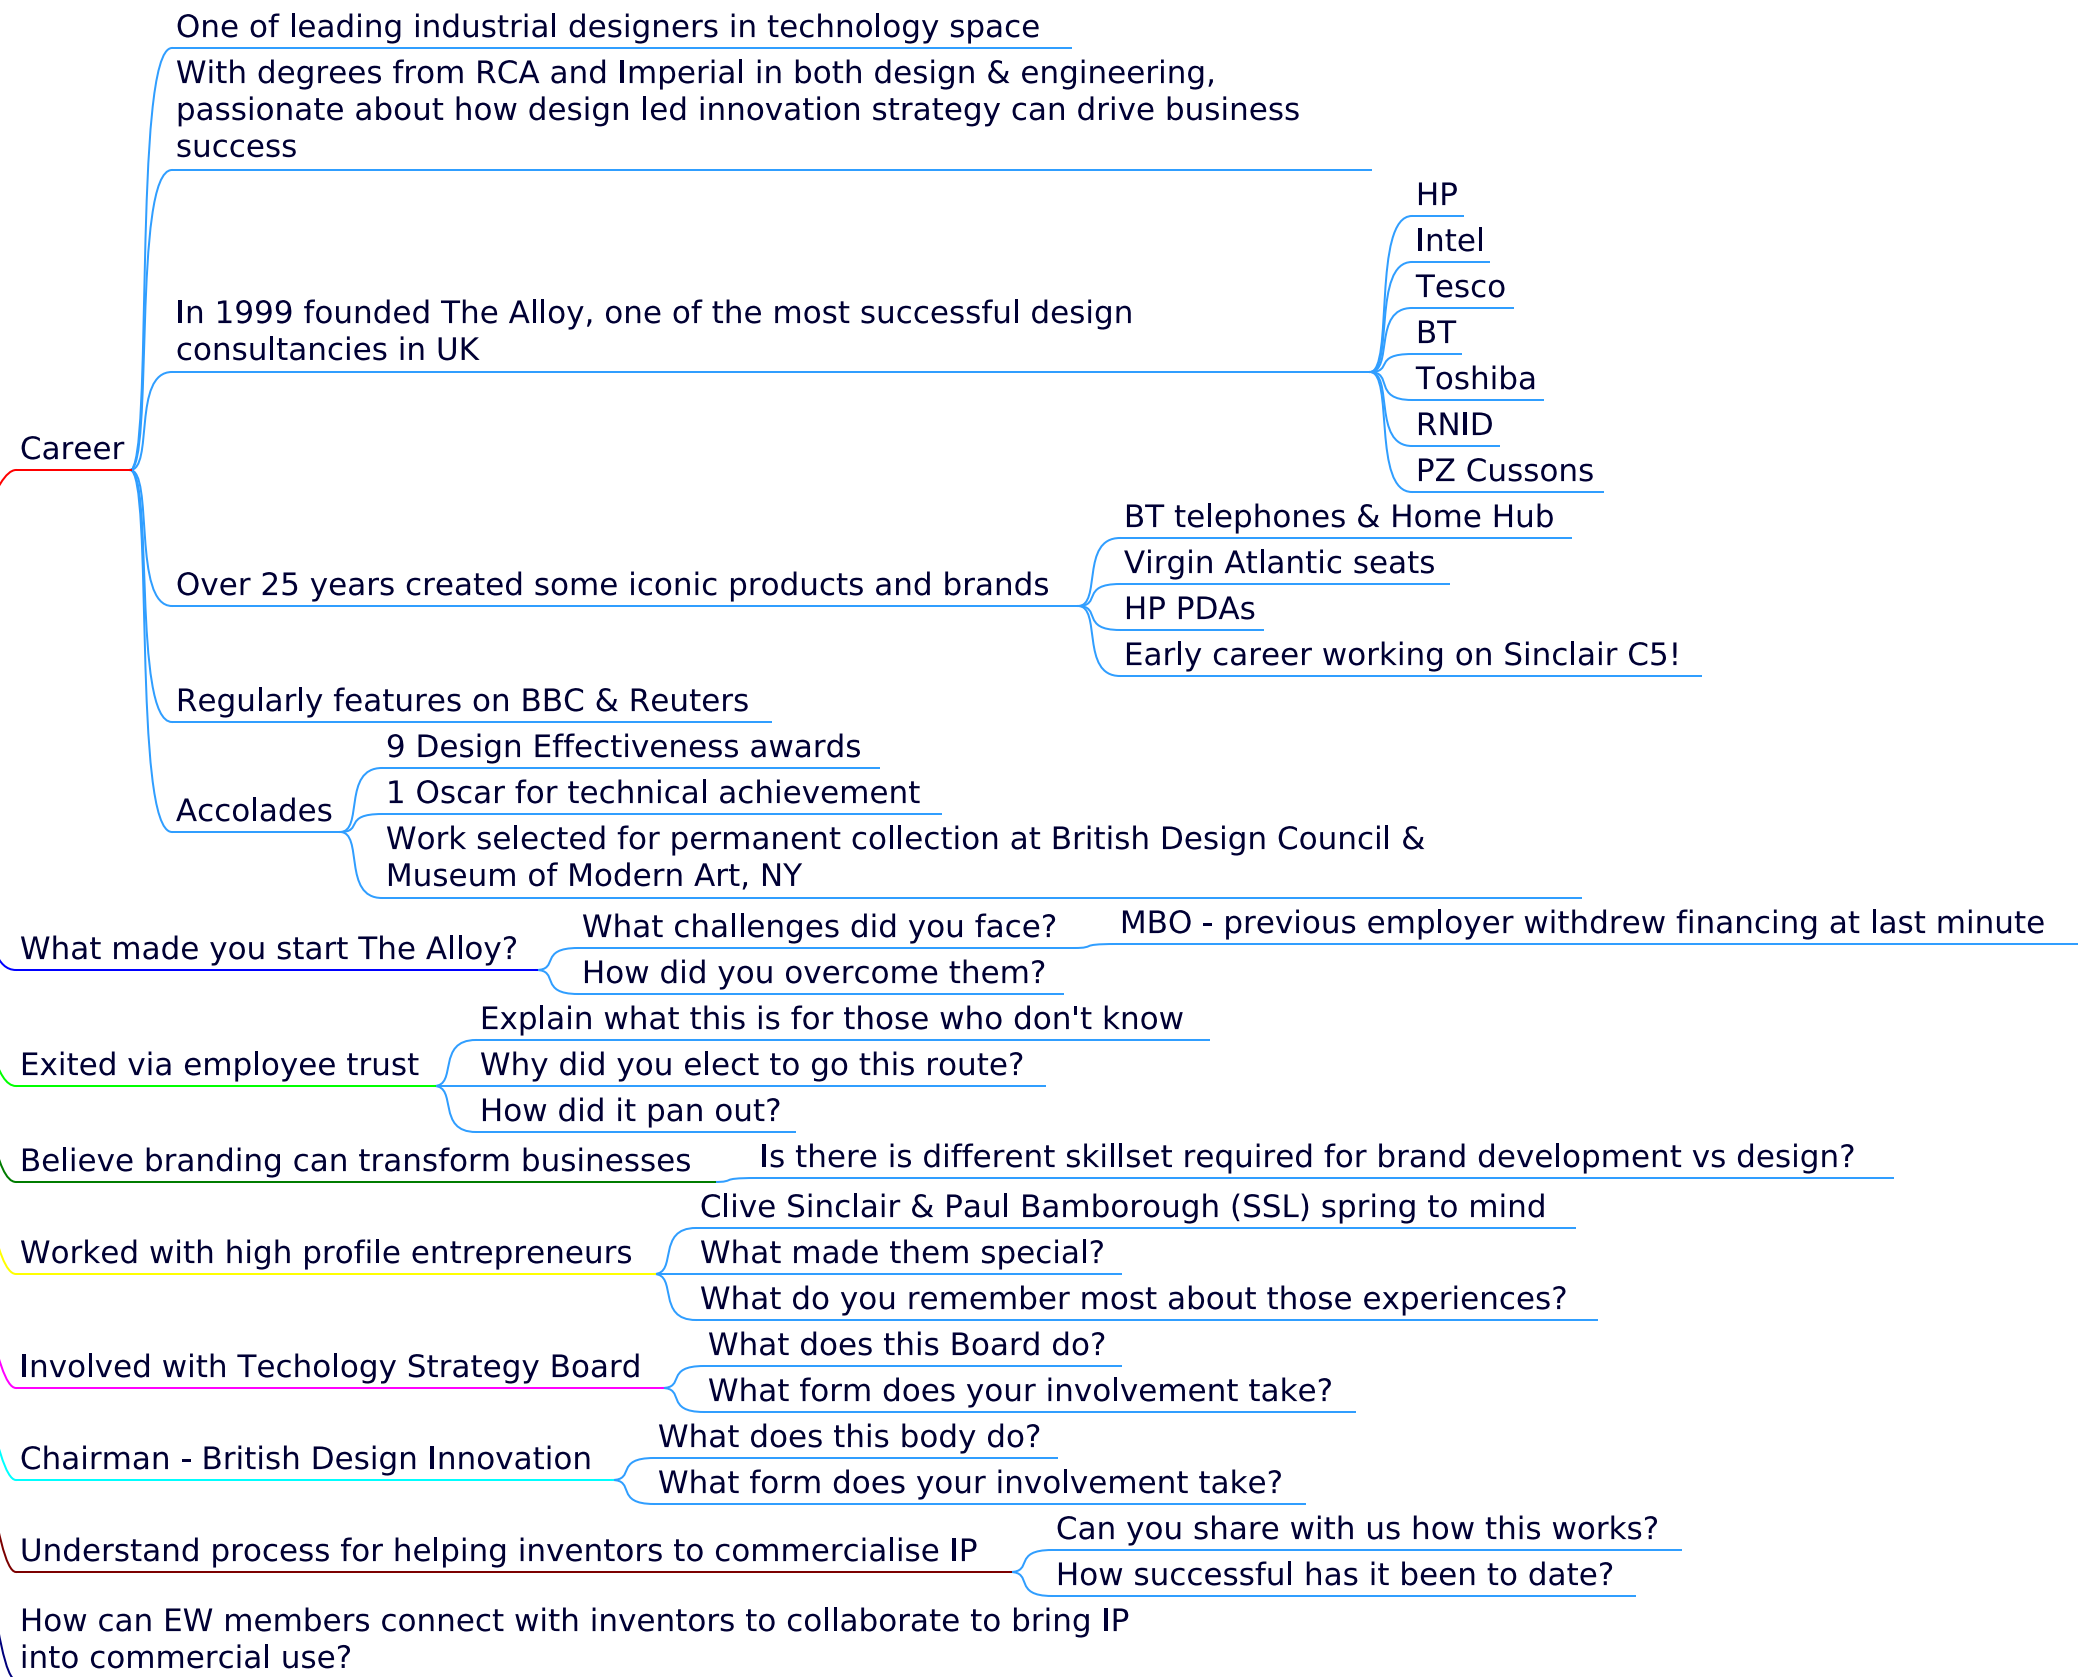 One of leading industrial designers in technology space
With degrees from RCA and Imperial in both design & engineering,
passionate about how design led innovation strategy can drive business
success
HP
Intel
Tesco
In 1999 founded The Alloy, one of the most successful design
consultancies in UK
BT
Toshiba
RNID
PZ Cussons
Career
BT telephones & Home Hub
Virgin Atlantic seats
Over 25 years created some iconic products and brands
HP PDAs
Early career working on Sinclair C5!
Regularly features on BBC & Reuters
Accolades
9 Design Effectiveness awards
1 Oscar for technical achievement
Work selected for permanent collection at British Design Council &
Museum of Modern Art, NY
What made you start The Alloy?
What challenges did you face?
MBO - previous employer withdrew financing at last minute
How did you overcome them?
Exited via employee trust
Explain what this is for those who don't know
Why did you elect to go this route?
How did it pan out?
Believe branding can transform businesses
Is there is different skillset required for brand development vs design?
Worked with high profile entrepreneurs
Clive Sinclair & Paul Bamborough (SSL) spring to mind
What made them special?
What do you remember most about those experiences?
Involved with Techology Strategy Board
What does this Board do?
What form does your involvement take?
Chairman - British Design Innovation
What does this body do?
What form does your involvement take?
Understand process for helping inventors to commercialise IP
Can you share with us how this works?
How successful has it been to date?
How can EW members connect with inventors to collaborate to bring IP
into commercial use?